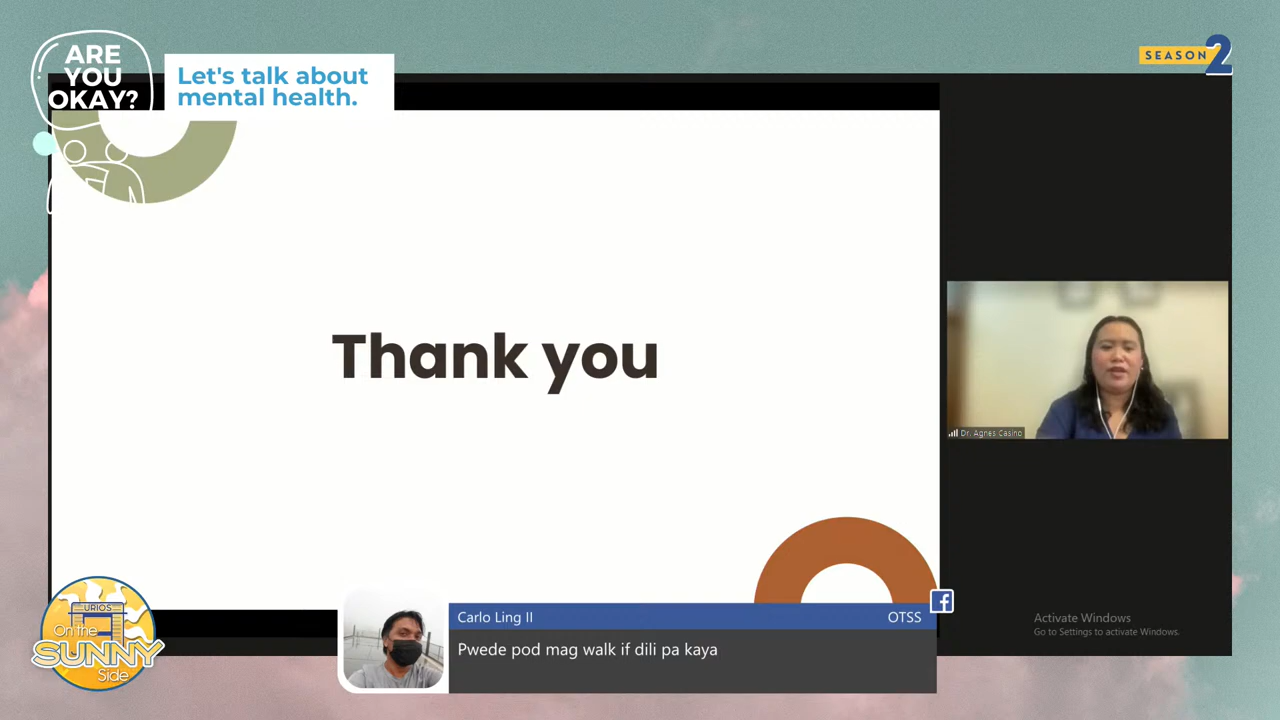 ARE
YOU
OKAY?
Let's talk about
mental health.
SEASON 2
Thank you
Dr. Agnes Casino
URIOS
On the
SUNNY
Side
Carlo Ling II
OTSS
Pwede pod mag walk if dili pa kaya
Activate Windows
Go to Settings to activate Windows.